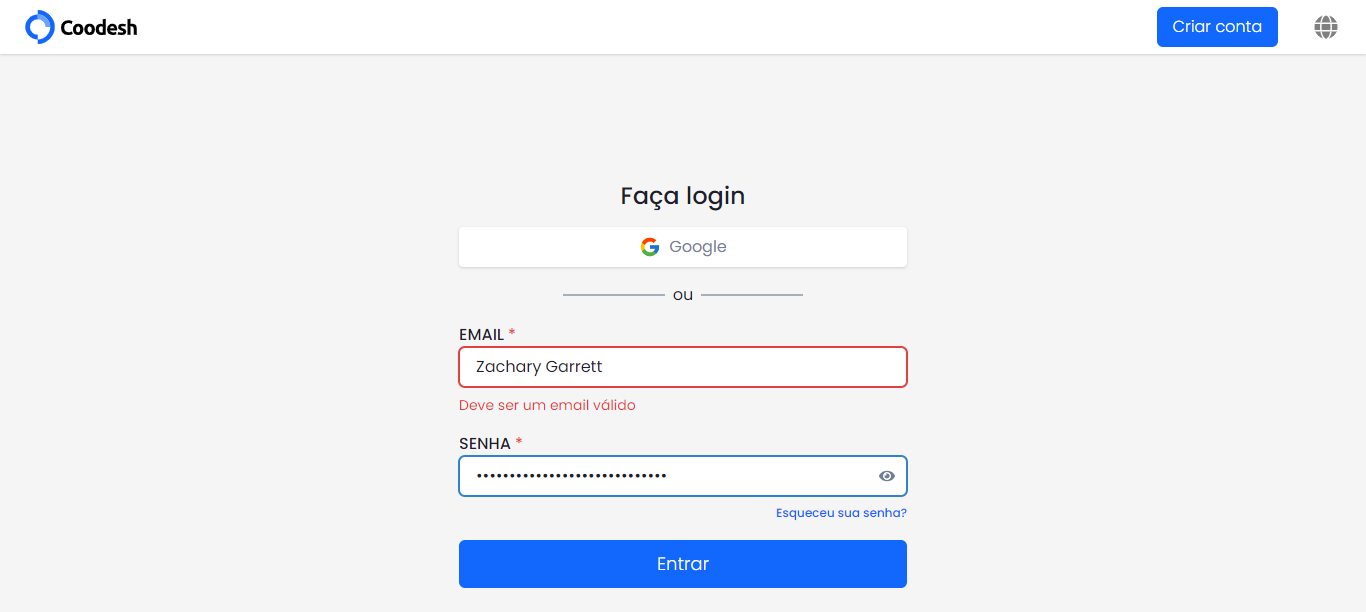 Coodesh
Criar conta
Faça login
Google
ou
EMAIL *
Zachary Garrett
Deve ser um email válido
SENHA *
•••••••••••••••••••••••••••••
Esqueceu sua senha?
Entrar